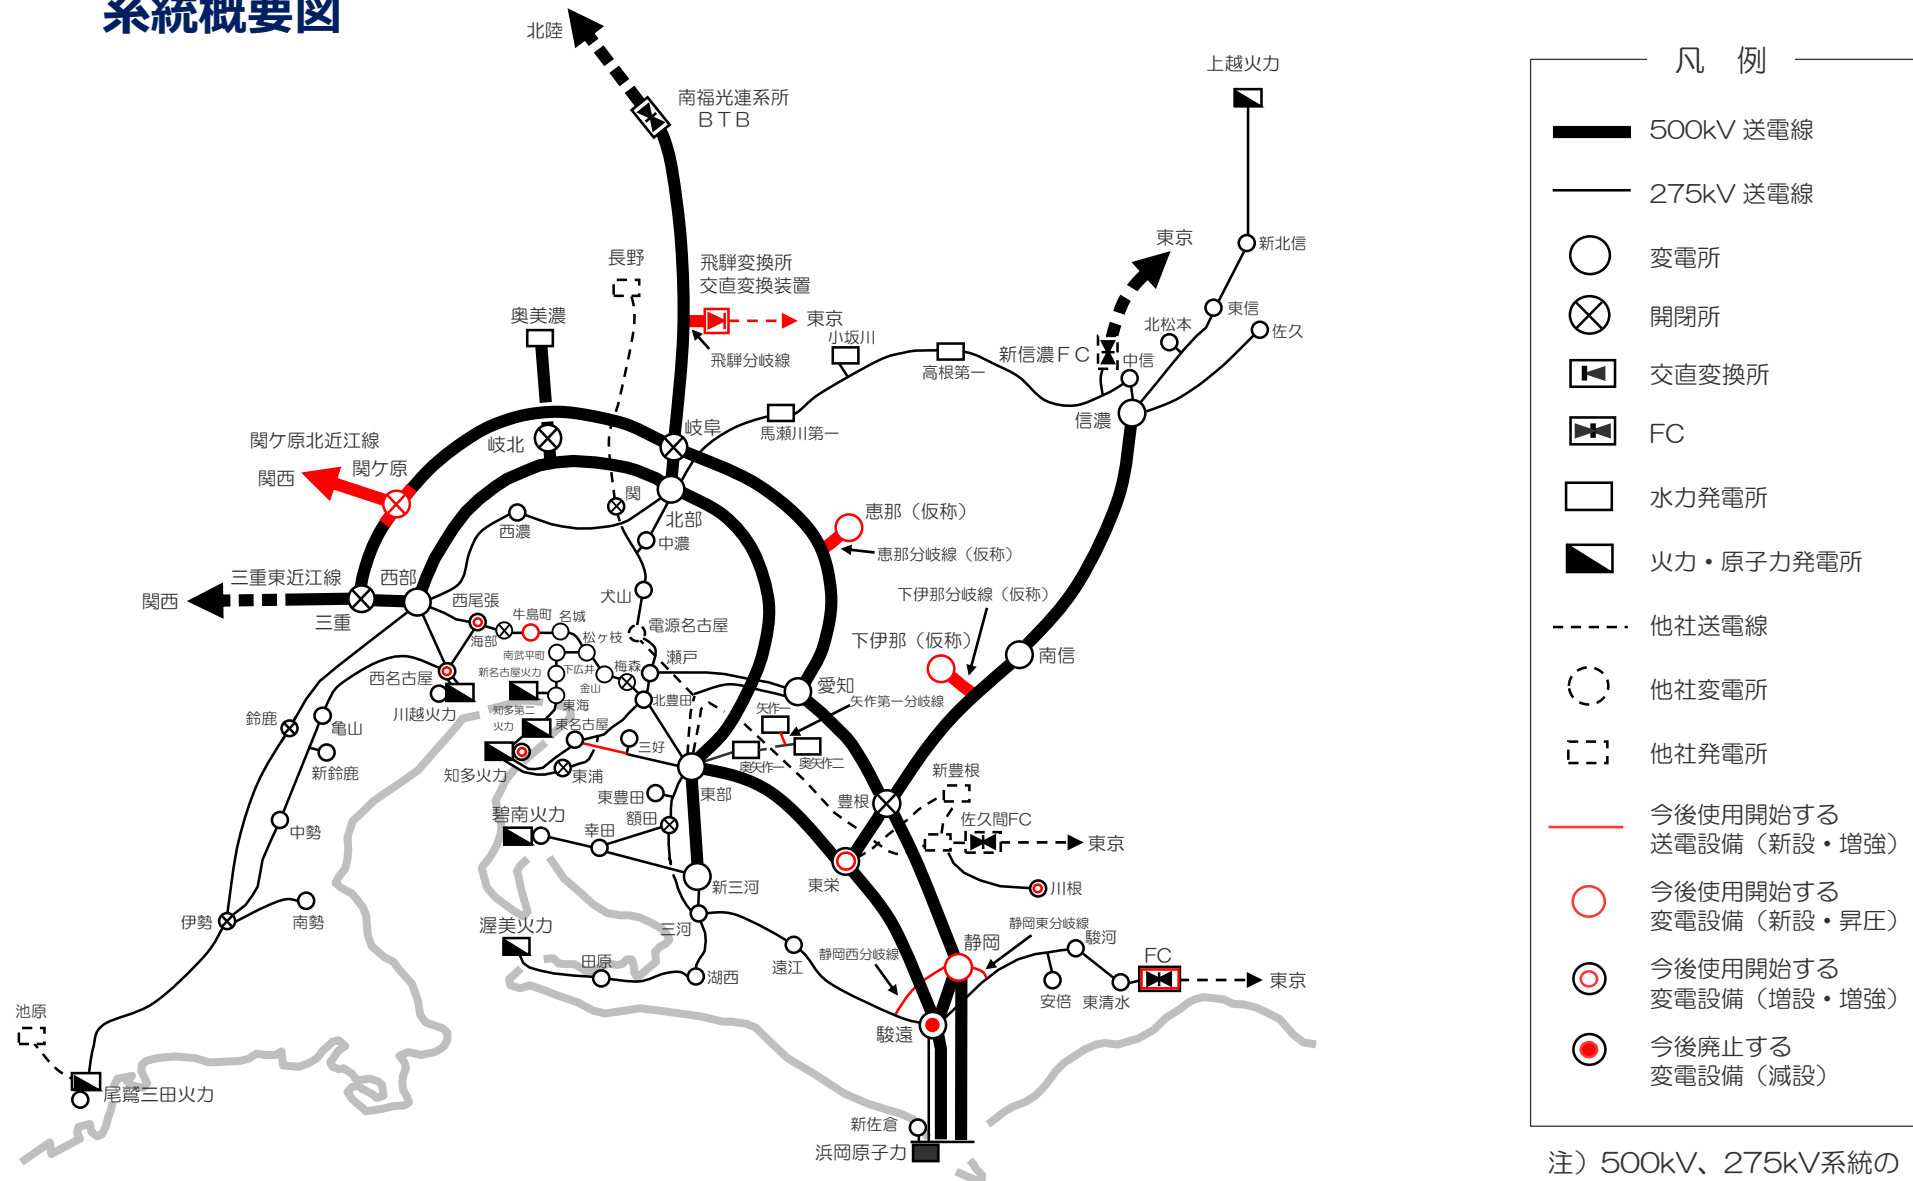 系統概要図
北陸
南福光連系所
BTB
上越火力
東京
新北信
長野
飛騨変換所
交直変換装置
東京
奥美濃
飛騨分岐線
小坂川
高根第一
新信濃FC
北松本
東信
佐久
中信
信濃
馬瀬川第一
岐阜
岐北
関ケ原北近江線
関西
関ケ原
関
西濃
北部
中濃
恵那（仮称）
恵那分岐線（仮称）
三重東近江線
関西
三重
西部
西尾張
海部
牛島町
名城
犬山
電源名古屋
松ヶ枝
瀬戸
下伊那分岐線（仮称）
下伊那（仮称）
南信
南武平町
新名古屋火力
下広井
梅森
金山
西名古屋
川越火力
愛知
北豊田
矢作第一分岐線
矢作一
知多第二
火力
東海
東名古屋
三好
奥矢作一
奥矢作二
鈴鹿
亀山
新鈴鹿
知多火力
東浦
東豊田
東部
新豊根
豊根
佐久間FC
東京
中勢
碧南火力
幸田
額田
東栄
川根
新三河
伊勢
南勢
渥美火力
三河
田原
湖西
遠江
静岡西分岐線
静岡東分岐線
静岡
駿河
FC
東京
安倍
東清水
池原
駿遠
尾鷲三田火力
新佐倉
浜岡原子力
凡　例
500kV 送電線
275kV 送電線
変電所
開閉所
交直変換所
FC
水力発電所
火力・原子力発電所
他社送電線
他社変電所
他社発電所
今後使用開始する
送電設備（新設・増強）
今後使用開始する
変電設備（新設・昇圧）
今後使用開始する
変電設備（増設・増強）
今後廃止する
変電設備（減設）
注）500kV、275kV系統の